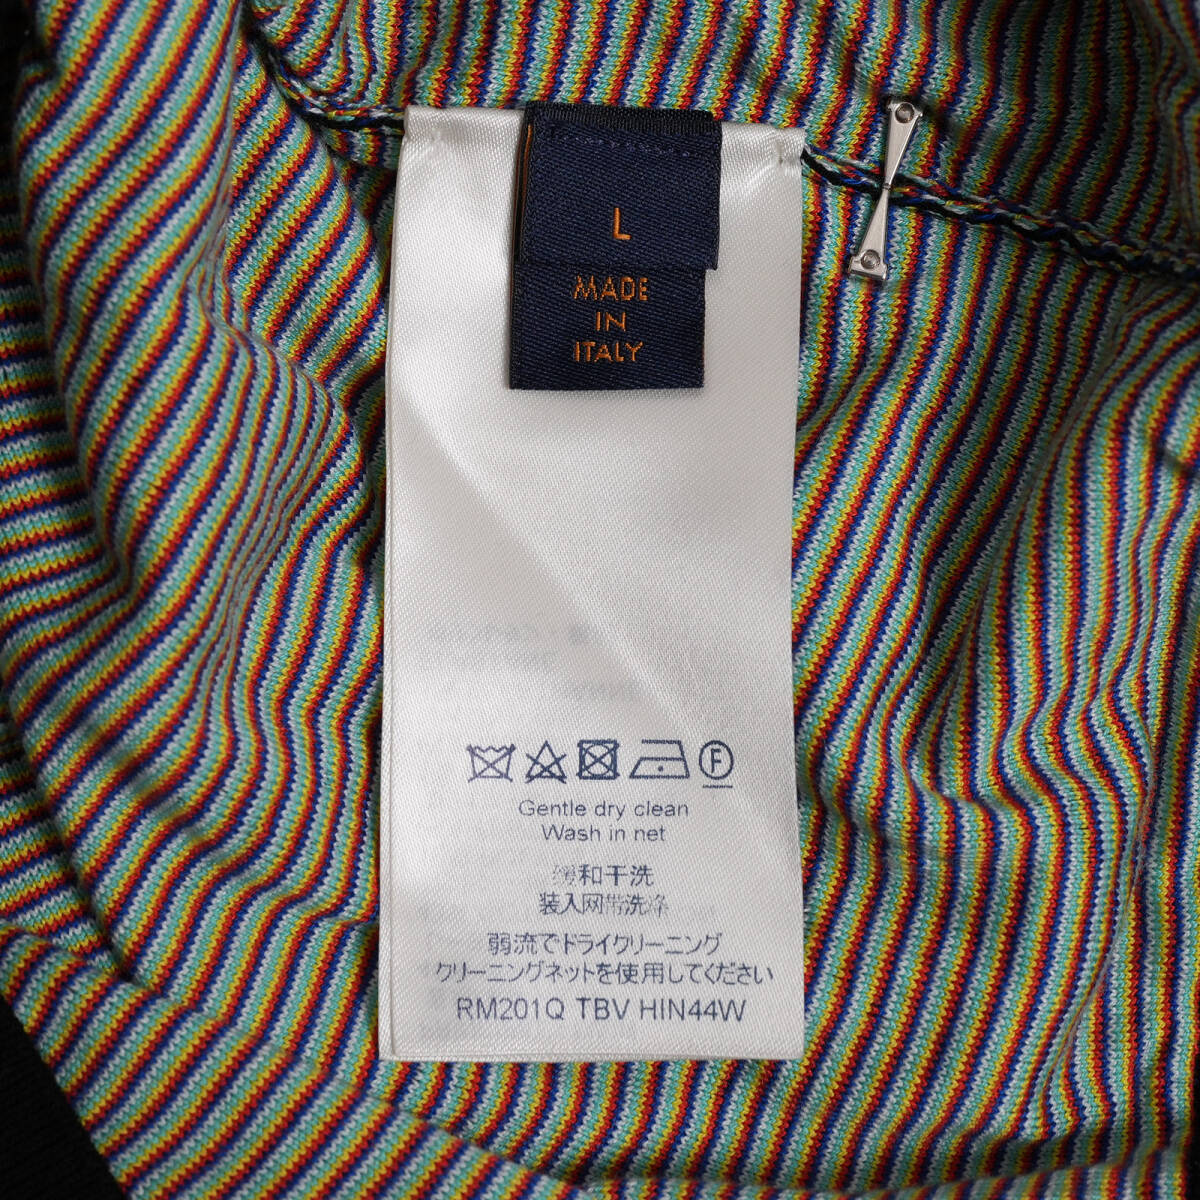 L
MADE
IN
ITALY
F
Gentle dry clean
Wash in net
缓和干洗
装入网带洗涤
弱流でドライクリーニング
クリーニングネットを使用してください
RM201Q TBV HIN44W